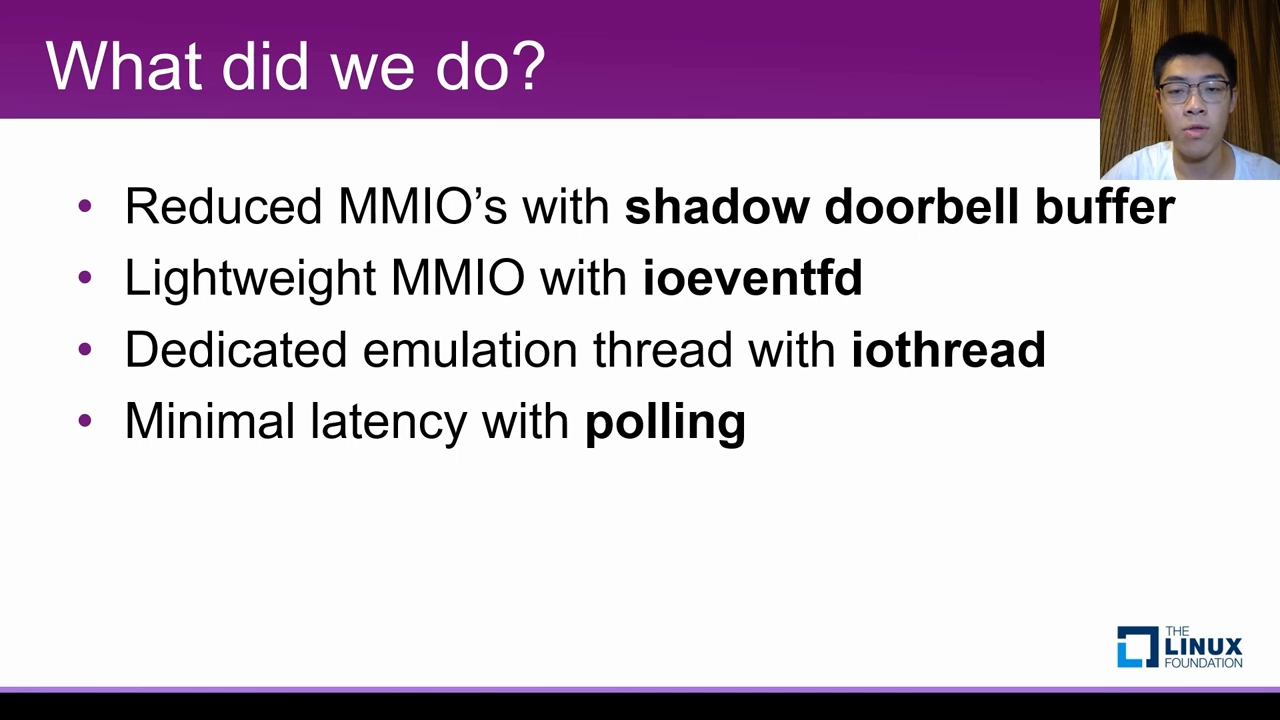 What did we do?
• Reduced MMIO’s with shadow doorbell buffer
• Lightweight MMIO with ioeventfd
• Dedicated emulation thread with iothread
• Minimal latency with polling
THE
LINUX
FOUNDATION